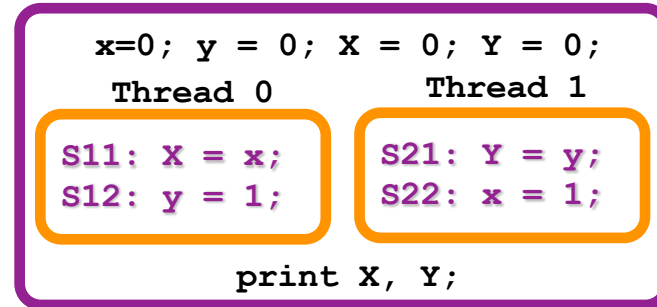 x=0; y = 0; X = 0; Y = 0;
Thread 0
Thread 1
S11: X = x;
S12: y = 1;
S21: Y = y;
S22: x = 1;
print X, Y;